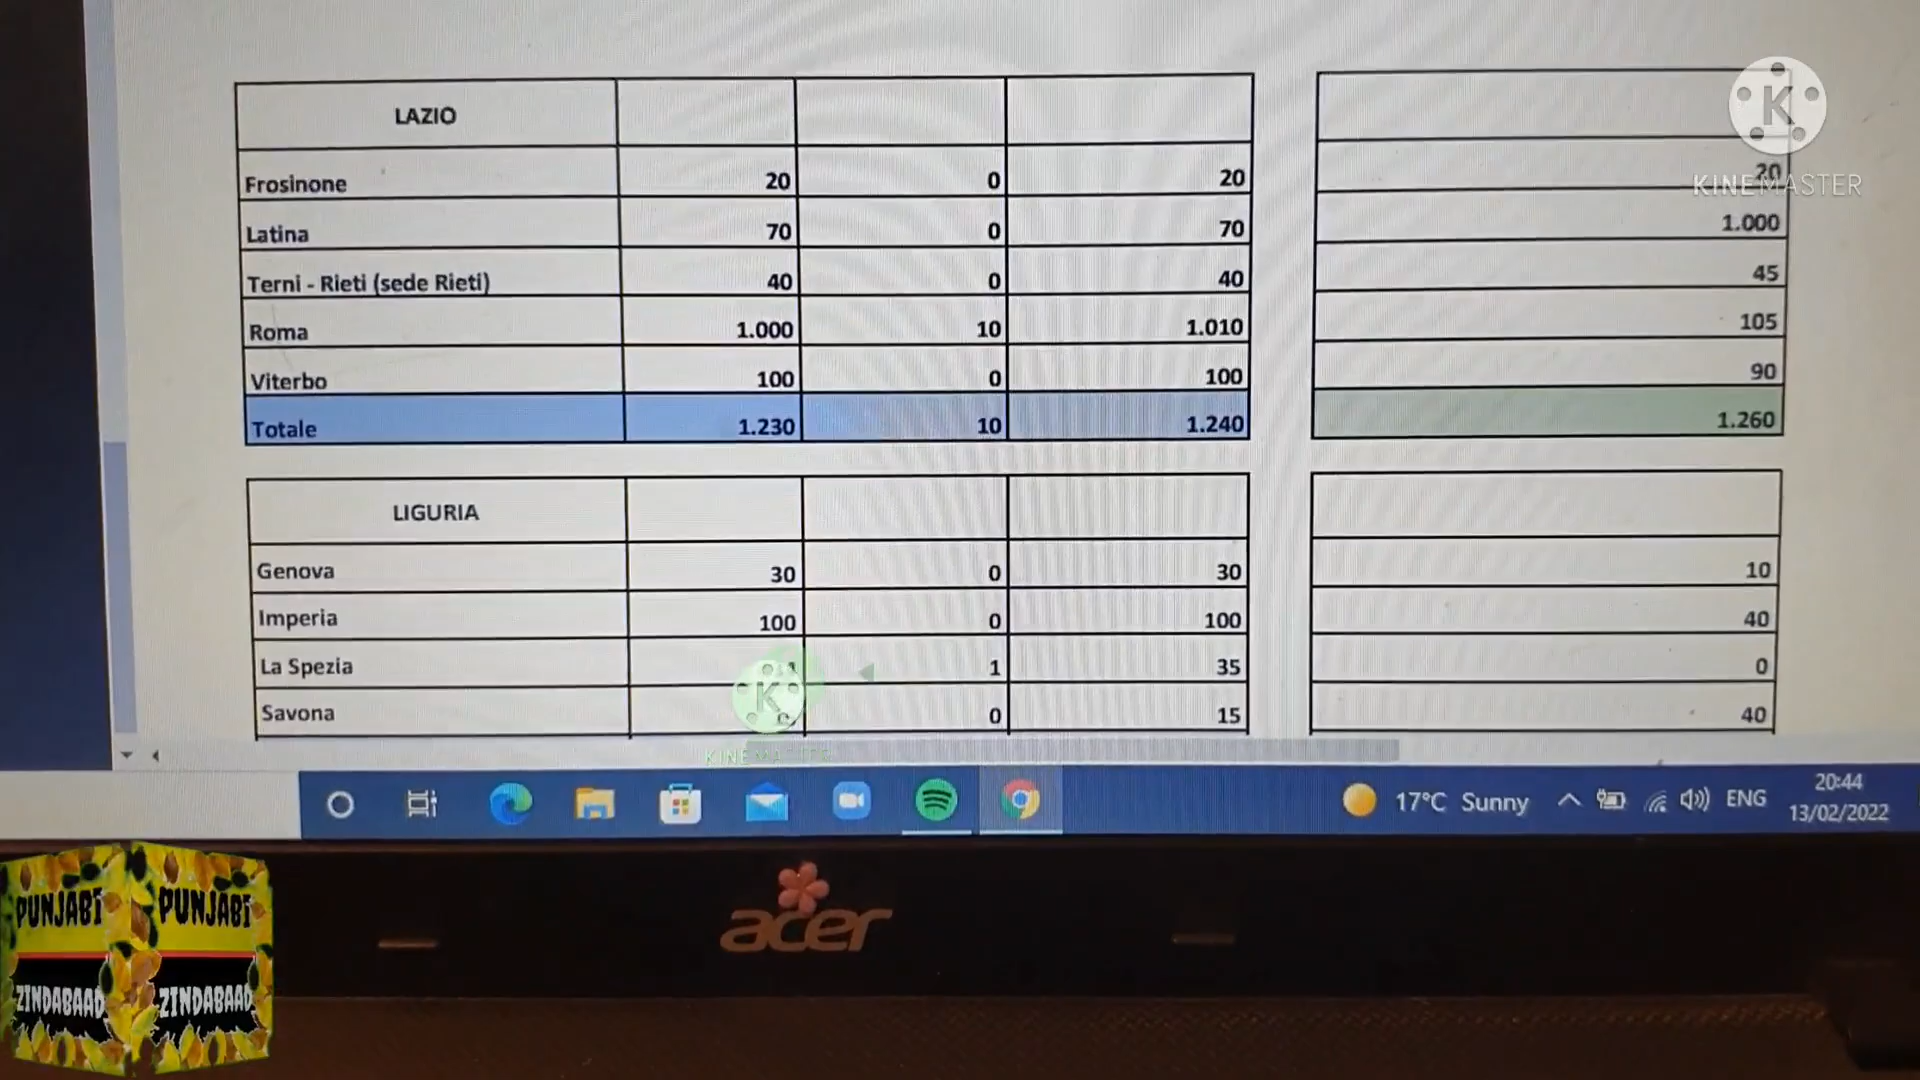 LAZIO
Frosinone 20 0 20 20
Latina 70 0 70 1.000
Terni - Rieti (sede Rieti) 40 0 40 45
Roma 1.000 10 1.010 105
Viterbo 100 0 100 90
Totale 1.230 10 1.240 1.260
LIGURIA
Genova 30 0 30 10
Imperia 100 0 100 40
La Spezia 1 35 0
Savona 0 15 40
K
KINEMASTER
K
KINEMASTER
17°C Sunny
ENG
20:44
13/02/2022
acer
PUNJABI PUNJABI
ZINDABAAD ZINDABAAD